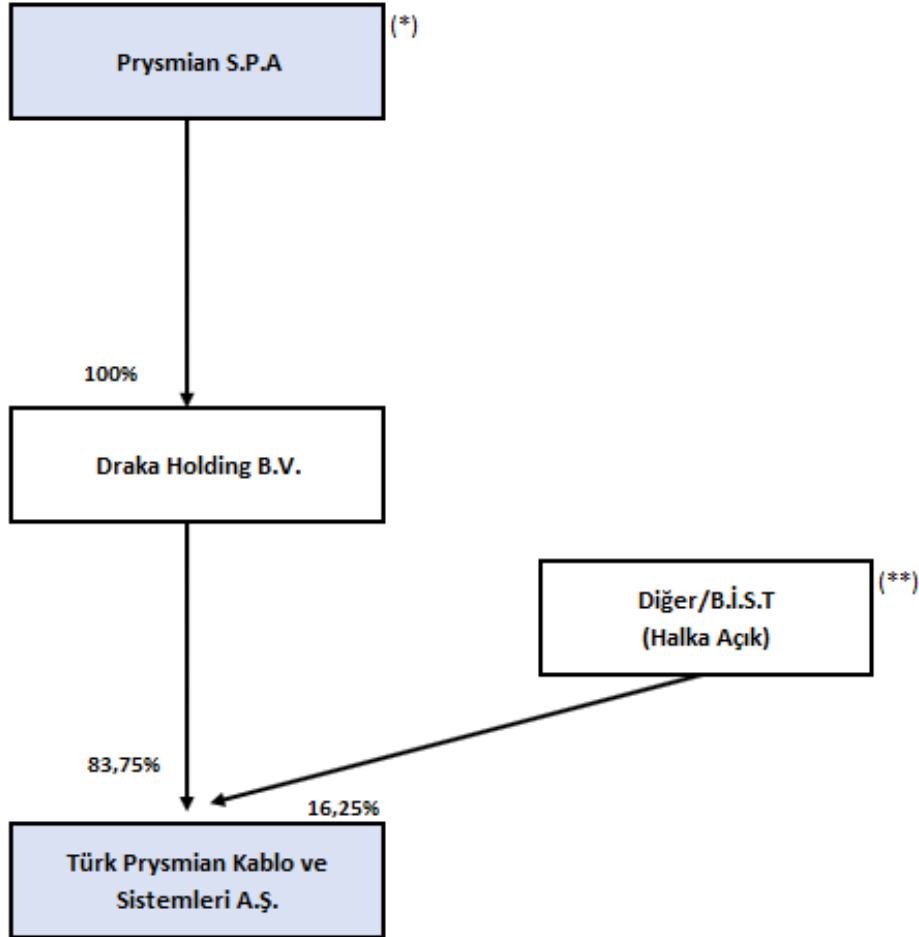 Prysmian S.P.A
(*)
100%
Draka Holding B.V.
Diğer/B.İ.S.T
(Halka Açık)
(**)
83,75%
16,25%
Türk Prysmian Kablo ve
Sistemleri A.Ş.